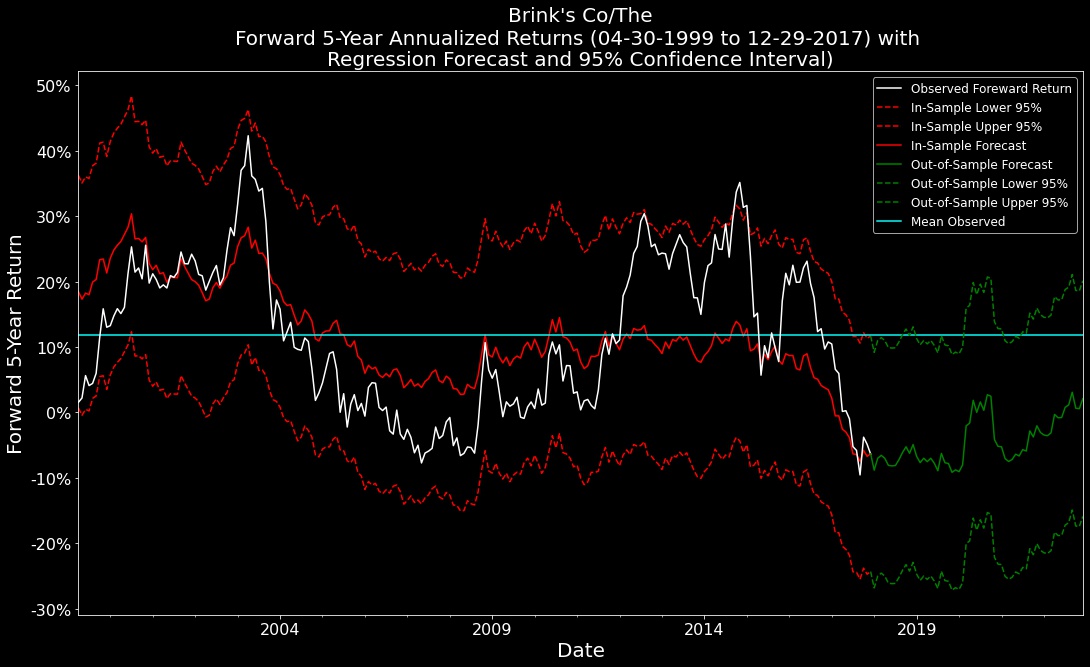 Brink's Co/The
Forward 5-Year Annualized Returns (04-30-1999 to 12-29-2017) with
Regression Forecast and 95% Confidence Interval)
50%
40%
30%
20%
10%
0%
-10%
-20%
-30%
Forward 5-Year Return
Observed Foreward Return
In-Sample Lower 95%
In-Sample Upper 95%
In-Sample Forecast
Out-of-Sample Forecast
Out-of-Sample Lower 95%
Out-of-Sample Upper 95%
Mean Observed
2004
2009
2014
2019
Date